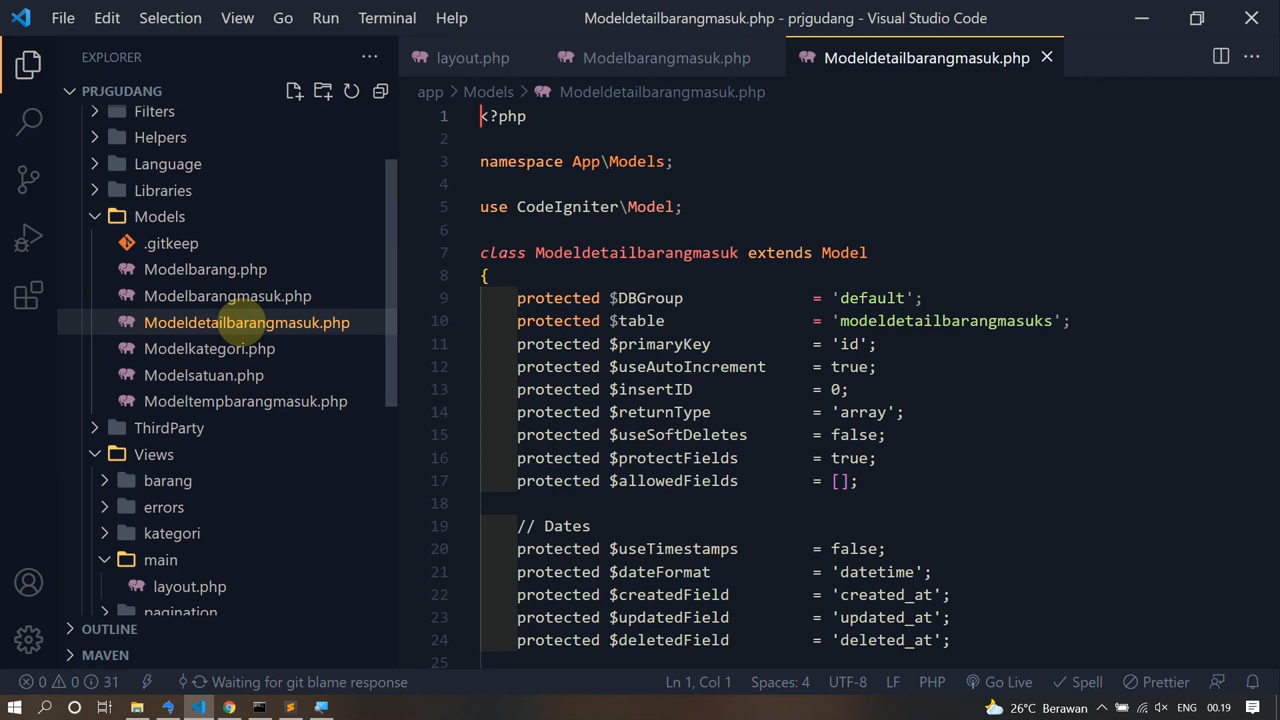 File Edit Selection View Go Run Terminal Help Modeldetailbarangmasuk.php - prjgudang - Visual Studio Code
EXPLORER
PRJGUDANG
Filters
Helpers
Language
Libraries
Models
.gitkeep
Modelbarang.php
Modelbarangmasuk.php
Modeldetailbarangmasuk.php
Modelkategori.php
Modelsatuan.php
Modeltempbarangmasuk.php
ThirdParty
Views
barang
errors
kategori
main
layout.php
pagination
OUTLINE
MAVEN
layout.php Modelbarangmasuk.php Modeldetailbarangmasuk.php
app > Models > Modeldetailbarangmasuk.php
1 <?php
2
3 namespace App\Models;
4
5 use CodeIgniter\Model;
6
7 class Modeldetailbarangmasuk extends Model
8 {
9 protected $DBGroup = 'default';
10 protected $table = 'modeldetailbarangmasuks';
11 protected $primaryKey = 'id';
12 protected $useAutoIncrement = true;
13 protected $insertID = 0;
14 protected $returnType = 'array';
15 protected $useSoftDeletes = false;
16 protected $protectFields = true;
17 protected $allowedFields = [];
18
19 // Dates
20 protected $useTimestamps = false;
21 protected $dateFormat = 'datetime';
22 protected $createdField = 'created_at';
23 protected $updatedField = 'updated_at';
24 protected $deletedField = 'deleted_at';
25
0 0 31 Waiting for git blame response Ln 1, Col 1 Spaces: 4 UTF-8 LF PHP Go Live Spell Prettier
26°C Berawan ENG 00.19